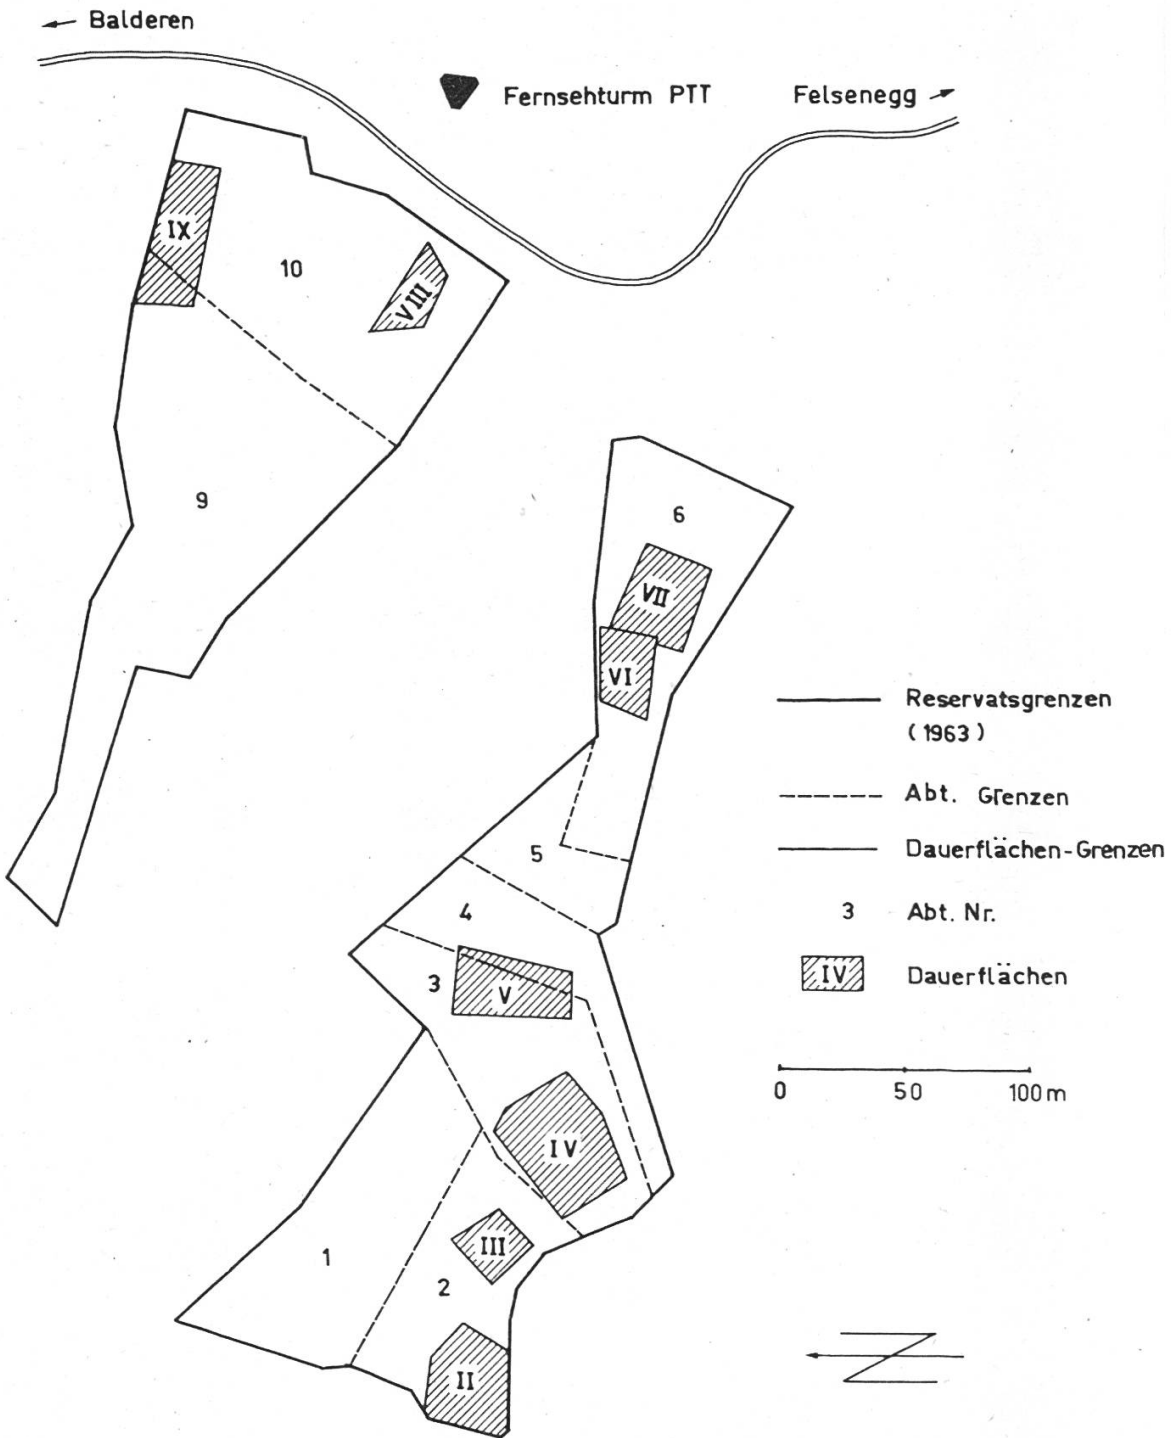 ← Balderen
Fernsehturm PTT
Felsenegg →
IX
10
VIII
9
6
VII
VI
Reservatsgrenzen
(1963)
Abt. Grenzen
Dauerflächen-Grenzen
5
4
3 Abt. Nr.
3
V
IV Dauerflächen
0 50 100 m
IV
III
1
2
II
N